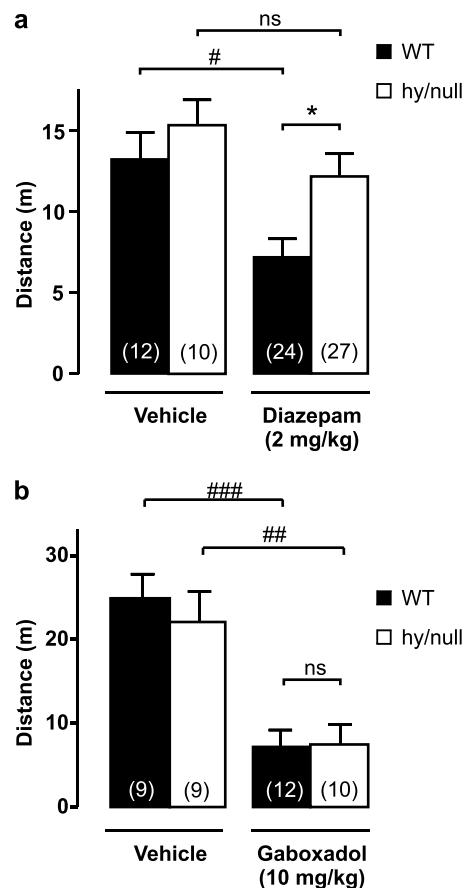 a
ns
#
WT
hy/null
*
15
10
5
0
Distance (m)
(12) (10) (24) (27)
Vehicle
Diazepam
(2 mg/kg)
b
###
##
30
20
10
0
Distance (m)
WT
hy/null
ns
(9) (9) (12) (10)
Vehicle
Gaboxadol
(10 mg/kg)